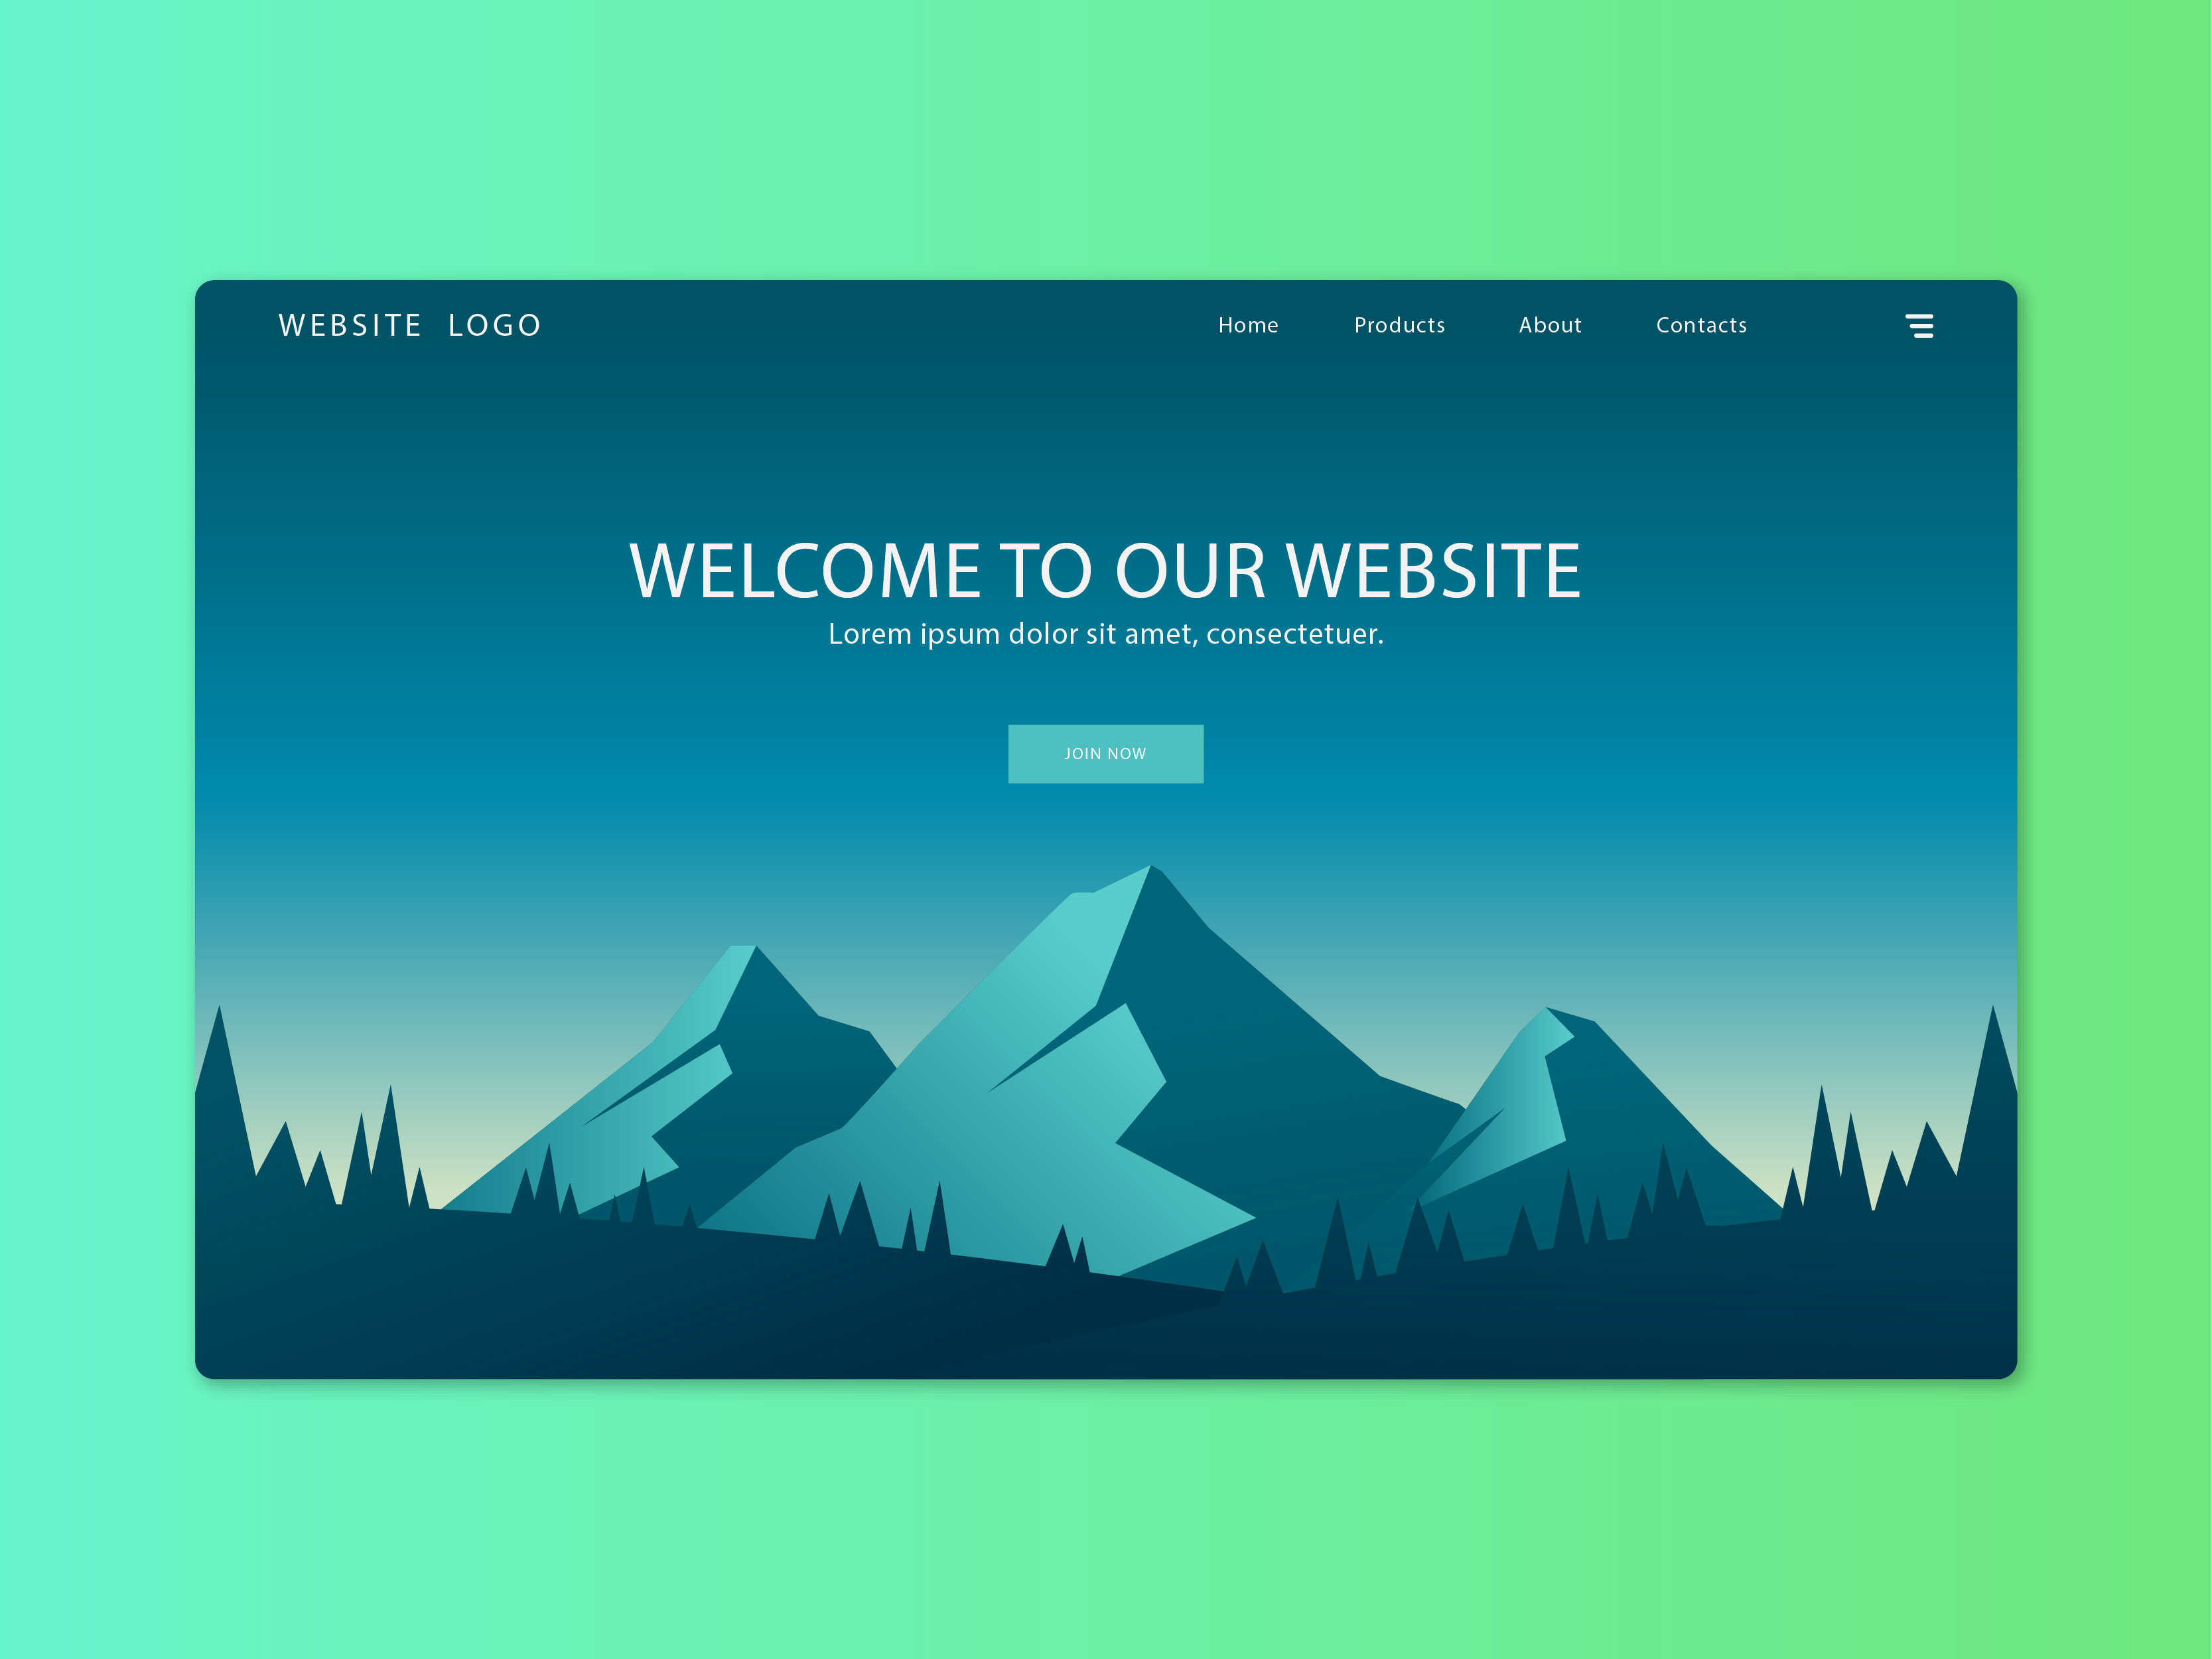 WEBSITE LOGO
Home Products About Contacts
WELCOME TO OUR WEBSITE
Lorem ipsum dolor sit amet, consectetuer.
JOIN NOW